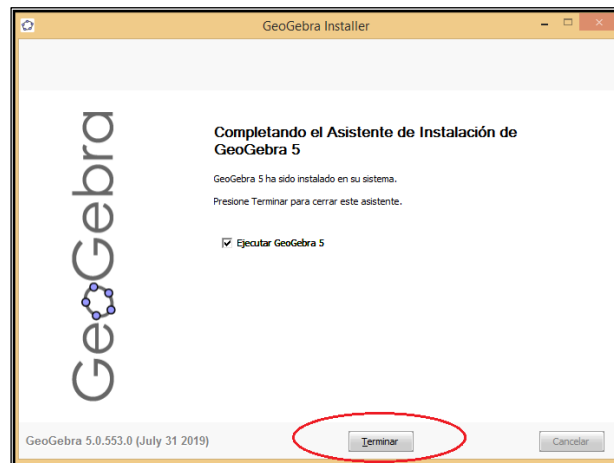 GeoGebra Installer
GeoGebra
Completando el Asistente de Instalación de
GeoGebra 5
GeoGebra 5 ha sido instalado en su sistema.
Presione Terminar para cerrar este asistente.
Ejecutar GeoGebra 5
GeoGebra 5.0.553.0 (July 31 2019)
Terminar
Cancelar